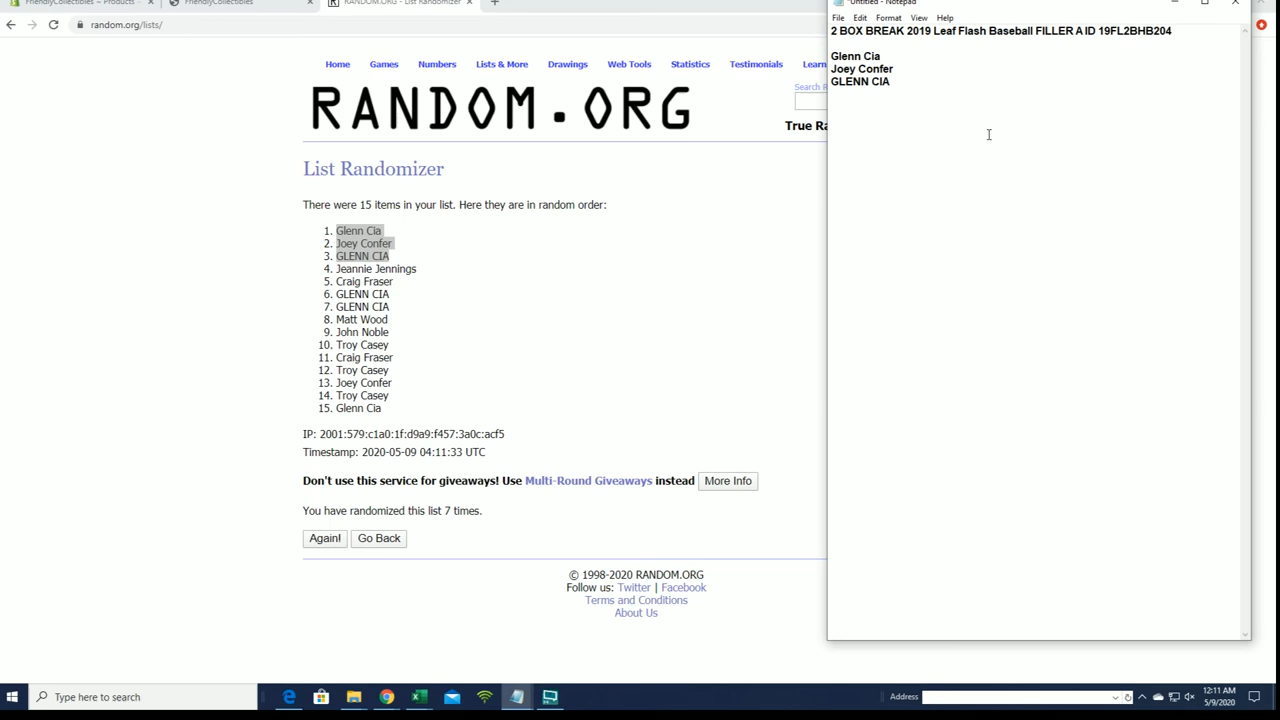 FriendlyCollectibles ~ Products ·
FriendlyCollectibles
RANDOM.ORG - List Randomizer
random.org/lists/
Home Games Numbers Lists & More Drawings Web Tools Statistics Testimonials Learn
Search R
RANDOM.ORG
True Ra
List Randomizer
There were 15 items in your list. Here they are in random order:
1. Glenn Cia
2. Joey Confer
3. GLENN CIA
4. Jeannie Jennings
5. Craig Fraser
6. GLENN CIA
7. GLENN CIA
8. Matt Wood
9. John Noble
10. Troy Casey
11. Craig Fraser
12. Troy Casey
13. Joey Confer
14. Troy Casey
15. Glenn Cia
IP: 2001:579:c1a0:1f:d9a9:f457:3a0c:acf5
Timestamp: 2020-05-09 04:11:33 UTC
Don't use this service for giveaways! Use Multi-Round Giveaways instead More Info
You have randomized this list 7 times.
Again! Go Back
© 1998-2020 RANDOM.ORG
Follow us: Twitter | Facebook
Terms and Conditions
About Us
*Untitled - Notepad
File Edit Format View Help
2 BOX BREAK 2019 Leaf Flash Baseball FILLER A ID 19FL2BHB204
Glenn Cia
Joey Confer
GLENN CIA
Type here to search
Address
12:11 AM
5/9/2020